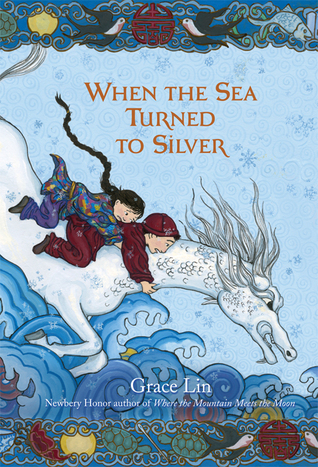 When the Sea
Turned
to Silver
Grace Lin
Newbery Honor author of Where the Mountain Meets the Moon